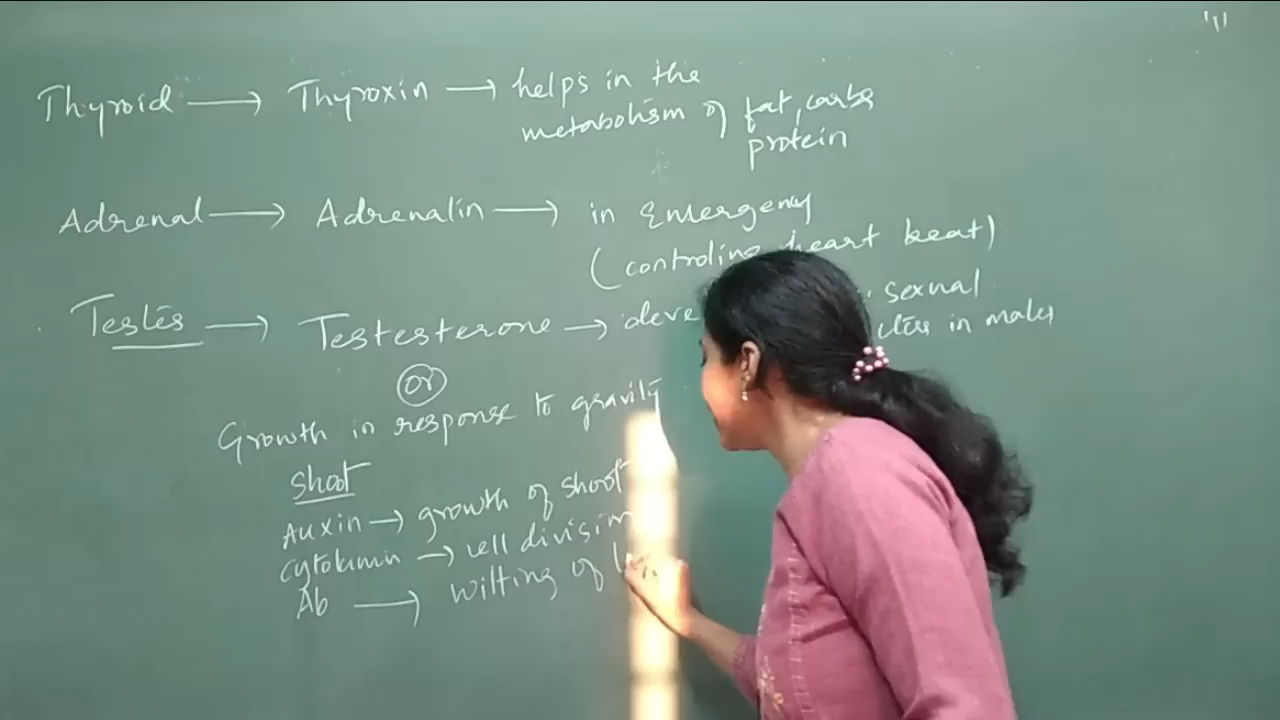 Thyroid → Thyroxin → helps in the
metabolism of fat, carbs
protein
Adrenal → Adrenalin → in Emergency
(controling heart beat)
Testes → Testesterone → deve sexual
in males
or
Growth in response to gravity
Shoot
Auxin → growth of shoot
cytokinin → cell division
Ab → wilting of